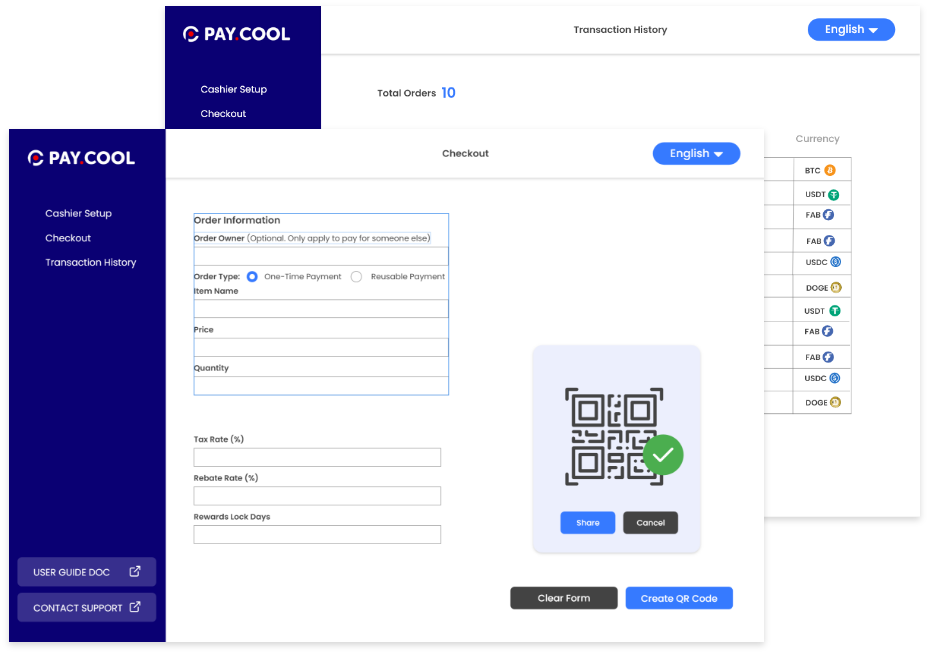 PAY.COOL
Transaction History
English
Cashier Setup
Checkout
Total Orders 10
Currency
BTC
USDT
FAB
FAB
USDC
DOGE
USDT
FAB
FAB
USDC
DOGE
PAY.COOL
Checkout
English
Cashier Setup
Checkout
Transaction History
USER GUIDE DOC
CONTACT SUPPORT
Order Information
Order Owner (Optional. Only apply to pay for someone else)
Order Type: One-Time Payment Reusable Payment
Item Name
Price
Quantity
Tax Rate (%)
Rebate Rate (%)
Rewards Lock Days
Share Cancel
Clear Form Create QR Code